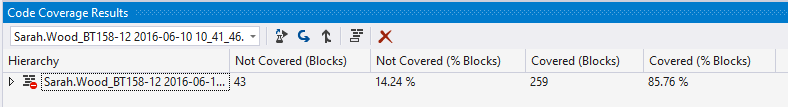 Code Coverage Results
Sarah.Wood_BT158-12 2016-06-10 10_41_46.
Hierarchy Not Covered (Blocks) Not Covered (% Blocks) Covered (Blocks) Covered (% Blocks)
Sarah.Wood_BT158-12 2016-06-1... 43 14.24 % 259 85.76 %